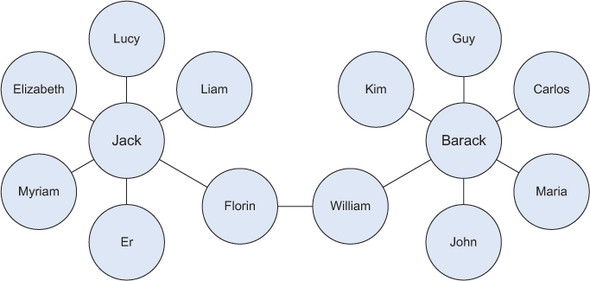 Lucy
Guy
Elizabeth
Liam
Kim
Carlos
Jack
Barack
Myriam
Florin
William
Maria
Er
John